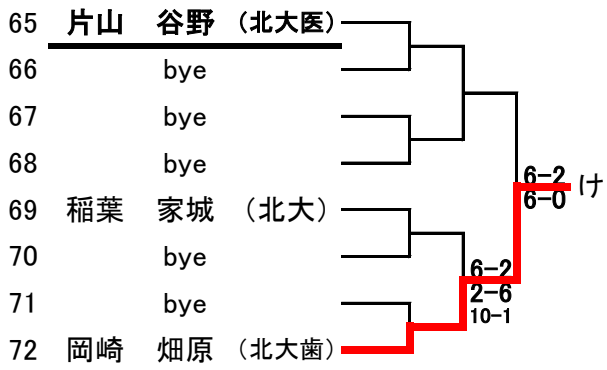 65 片山 谷野 (北大医)
66 bye
67 bye
68 bye
6-2 け
6-0
69 稲葉 家城 (北大)
70 bye
6-2
2-6
10-1
71 bye
72 岡崎 畑原 (北大歯)